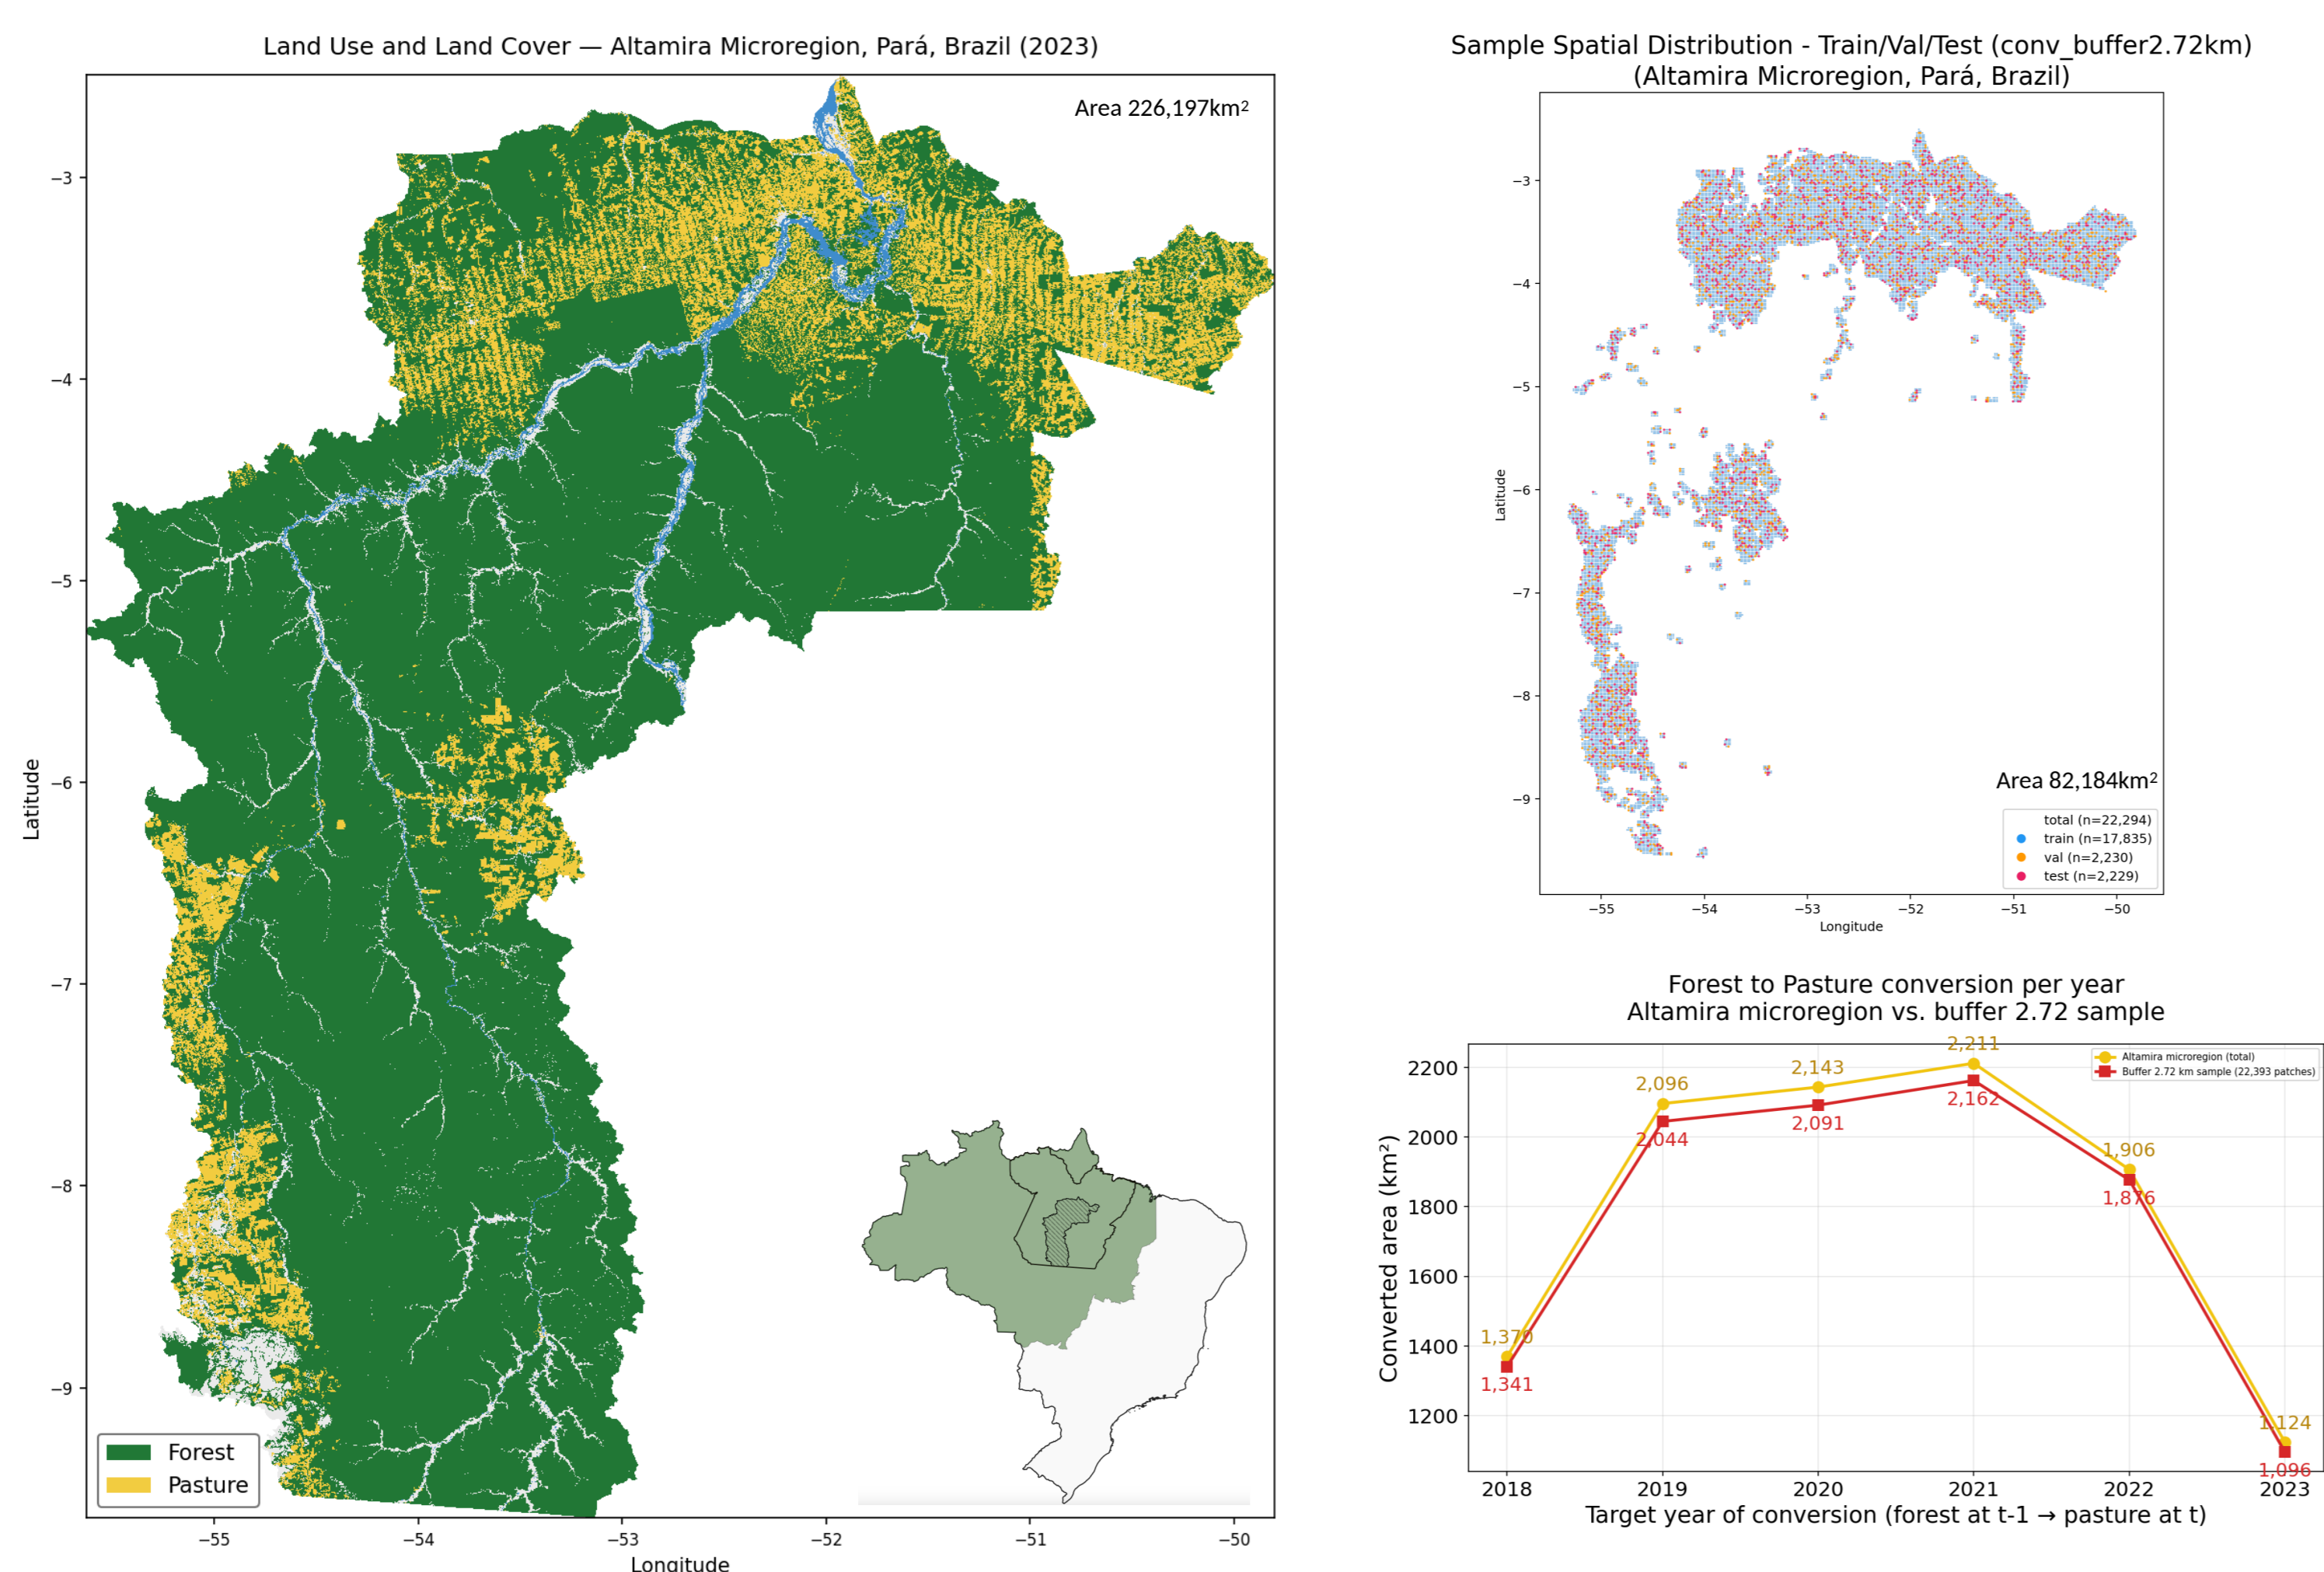 Land Use and Land Cover — Altamira Microregion, Pará, Brazil (2023)
Area 226,197km²
−3
−4
−5
−6
−7
−8
−9
Latitude
Forest
Pasture
−55
−54
−53
−52
−51
−50
Longitude
Sample Spatial Distribution - Train/Val/Test (conv_buffer2.72km)
(Altamira Microregion, Pará, Brazil)
−3
−4
−5
−6
−7
−8
−9
Latitude
Area 82,184km²
total (n=22,294)
train (n=17,835)
val (n=2,230)
test (n=2,229)
−55
−54
−53
−52
−51
−50
Longitude
Forest to Pasture conversion per year
Altamira microregion vs. buffer 2.72 sample
2200
2000
1800
1600
1400
1200
Converted area (km²)
Altamira microregion (total)
Buffer 2.72 km sample (22,393 patches)
1,370
2,096
2,143
2,211
1,906
1,124
1,341
2,044
2,091
2,162
1,876
1,096
2018
2019
2020
2021
2022
2023
Target year of conversion (forest at t-1 → pasture at t)